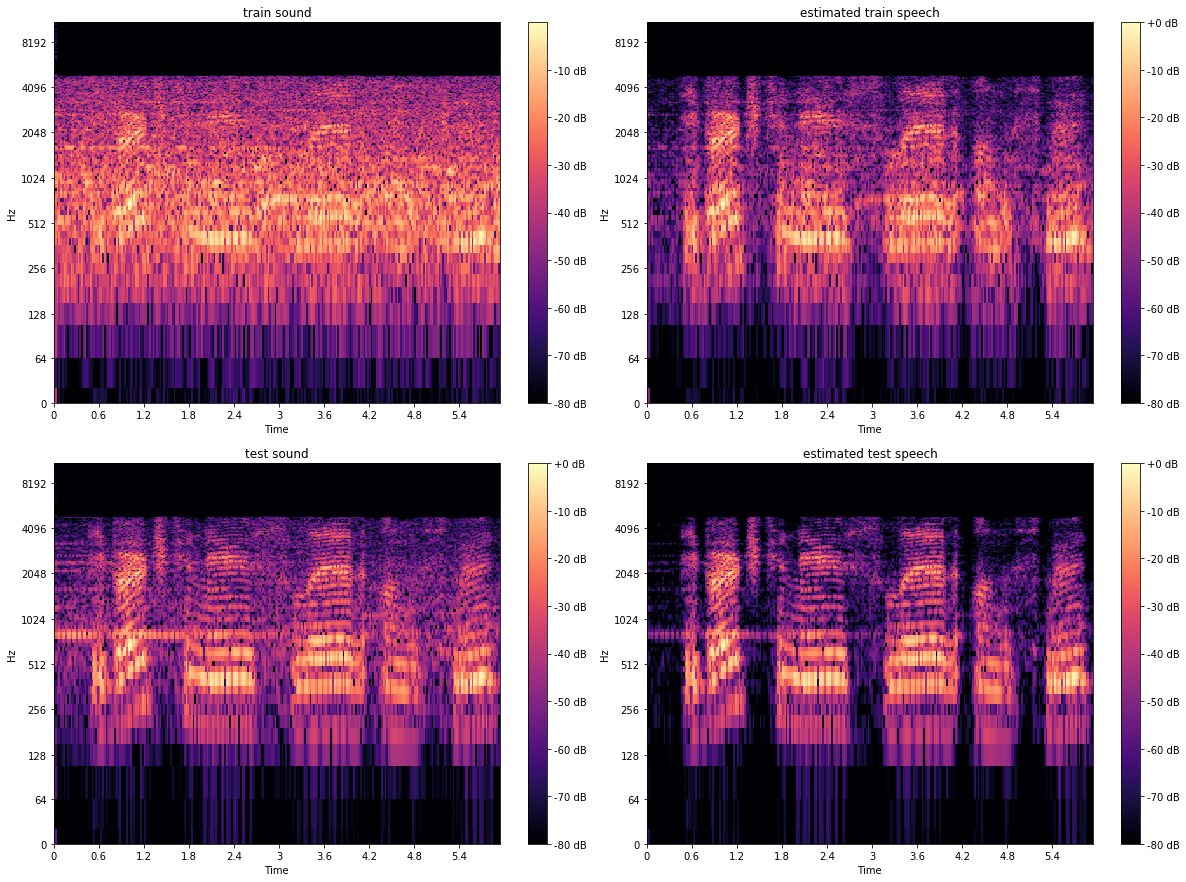 train sound
8192
4096
2048
1024
512
256
128
64
0
Hz
0 0.6 1.2 1.8 2.4 3 3.6 4.2 4.8 5.4
Time
-10 dB
-20 dB
-30 dB
-40 dB
-50 dB
-60 dB
-70 dB
-80 dB
estimated train speech
8192
4096
2048
1024
512
256
128
64
0
Hz
0 0.6 1.2 1.8 2.4 3 3.6 4.2 4.8 5.4
Time
+0 dB
-10 dB
-20 dB
-30 dB
-40 dB
-50 dB
-60 dB
-70 dB
-80 dB
test sound
8192
4096
2048
1024
512
256
128
64
0
Hz
0 0.6 1.2 1.8 2.4 3 3.6 4.2 4.8 5.4
Time
+0 dB
-10 dB
-20 dB
-30 dB
-40 dB
-50 dB
-60 dB
-70 dB
-80 dB
estimated test speech
8192
4096
2048
1024
512
256
128
64
0
Hz
0 0.6 1.2 1.8 2.4 3 3.6 4.2 4.8 5.4
Time
+0 dB
-10 dB
-20 dB
-30 dB
-40 dB
-50 dB
-60 dB
-70 dB
-80 dB